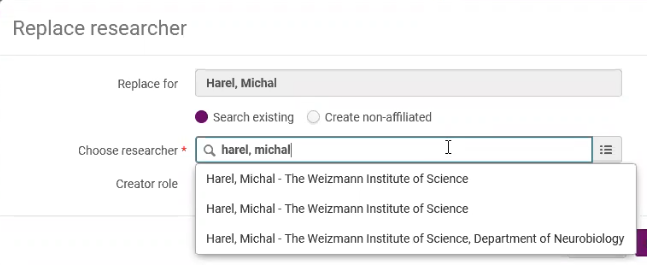 Replace researcher
Replace for
Harel, Michal
Search existing
Create non-affiliated
Choose researcher *
harel, michal
Creator role
Harel, Michal - The Weizmann Institute of Science
Harel, Michal - The Weizmann Institute of Science
Harel, Michal - The Weizmann Institute of Science, Department of Neurobiology